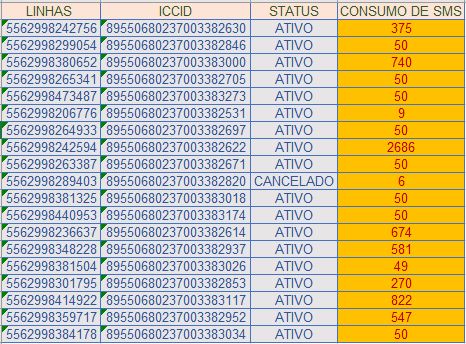 LINHAS ICCID STATUS CONSUMO DE SMS
5562998242756 89550680237003382630 ATIVO 375
5562998299054 89550680237003382846 ATIVO 50
5562998380652 89550680237003383000 ATIVO 740
5562998265341 89550680237003382705 ATIVO 50
5562998473487 89550680237003383273 ATIVO 50
5562998206776 89550680237003382531 ATIVO 9
5562998264933 89550680237003382697 ATIVO 50
5562998242594 89550680237003382622 ATIVO 2686
5562998263387 89550680237003382671 ATIVO 50
5562998289403 89550680237003382820 CANCELADO 6
5562998381325 89550680237003383018 ATIVO 50
5562998440953 89550680237003383174 ATIVO 50
5562998236637 89550680237003382614 ATIVO 674
5562998348228 89550680237003382937 ATIVO 581
5562998381504 89550680237003383026 ATIVO 49
5562998301795 89550680237003382853 ATIVO 270
5562998414922 89550680237003383117 ATIVO 822
5562998359717 89550680237003382952 ATIVO 547
5562998384178 89550680237003383034 ATIVO 50